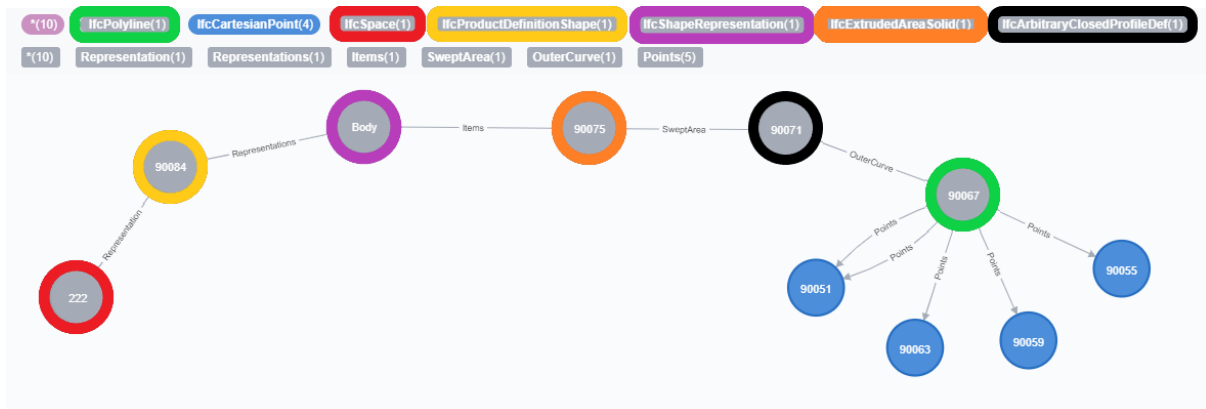 *(10) IfcPolyline(1) IfcCartesianPoint(4) IfcSpace(1) IfcProductDefinitionShape(1) IfcShapeRepresentation(1) IfcExtrudedAreaSolid(1) IfcArbitraryClosedProfileDef(1)
*(10) Representation(1) Representations(1) Items(1) SweptArea(1) OuterCurve(1) Points(5)
Body
Items
90075
SweptArea
90071
Representations
OuterCurve
90084
90067
Representation
Points
Points
Points
Points
Points
222
90051
90055
90063
90059